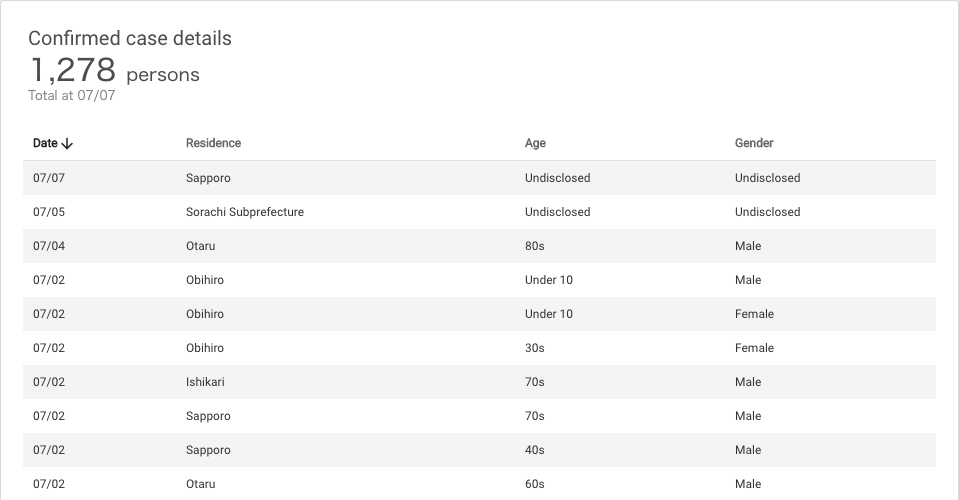 Confirmed case details
1,278 persons
Total at 07/07
Date Residence Age Gender
07/07 Sapporo Undisclosed Undisclosed
07/05 Sorachi Subprefecture Undisclosed Undisclosed
07/04 Otaru 80s Male
07/02 Obihiro Under 10 Male
07/02 Obihiro Under 10 Female
07/02 Obihiro 30s Female
07/02 Ishikari 70s Male
07/02 Sapporo 70s Male
07/02 Sapporo 40s Male
07/02 Otaru 60s Male